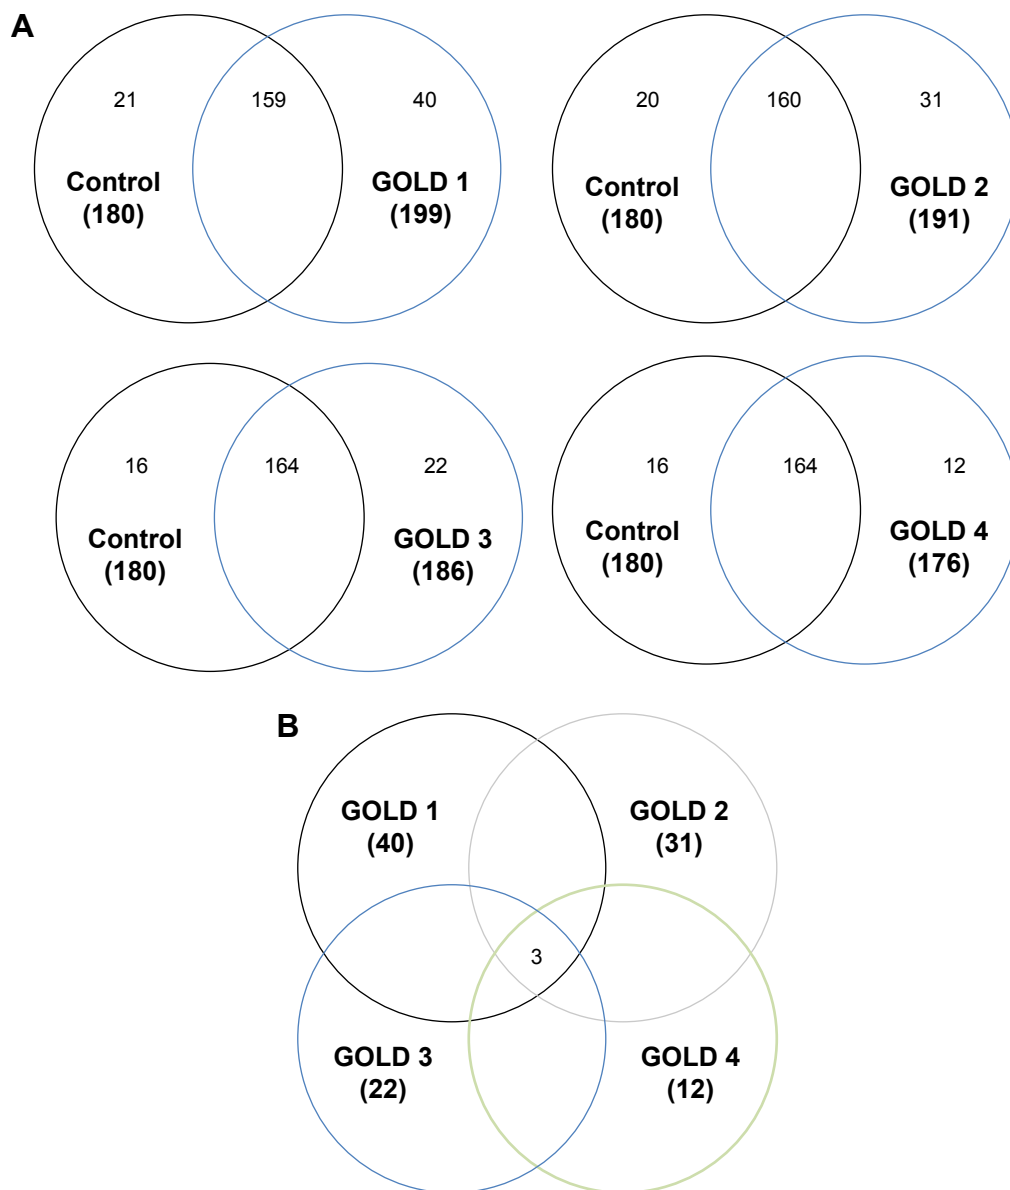 A
21 159 40
Control
(180)
GOLD 1
(199)
20 160 31
Control
(180)
GOLD 2
(191)
16 164 22
Control
(180)
GOLD 3
(186)
16 164 12
Control
(180)
GOLD 4
(176)
B
GOLD 1
(40)
GOLD 2
(31)
3
GOLD 3
(22)
GOLD 4
(12)